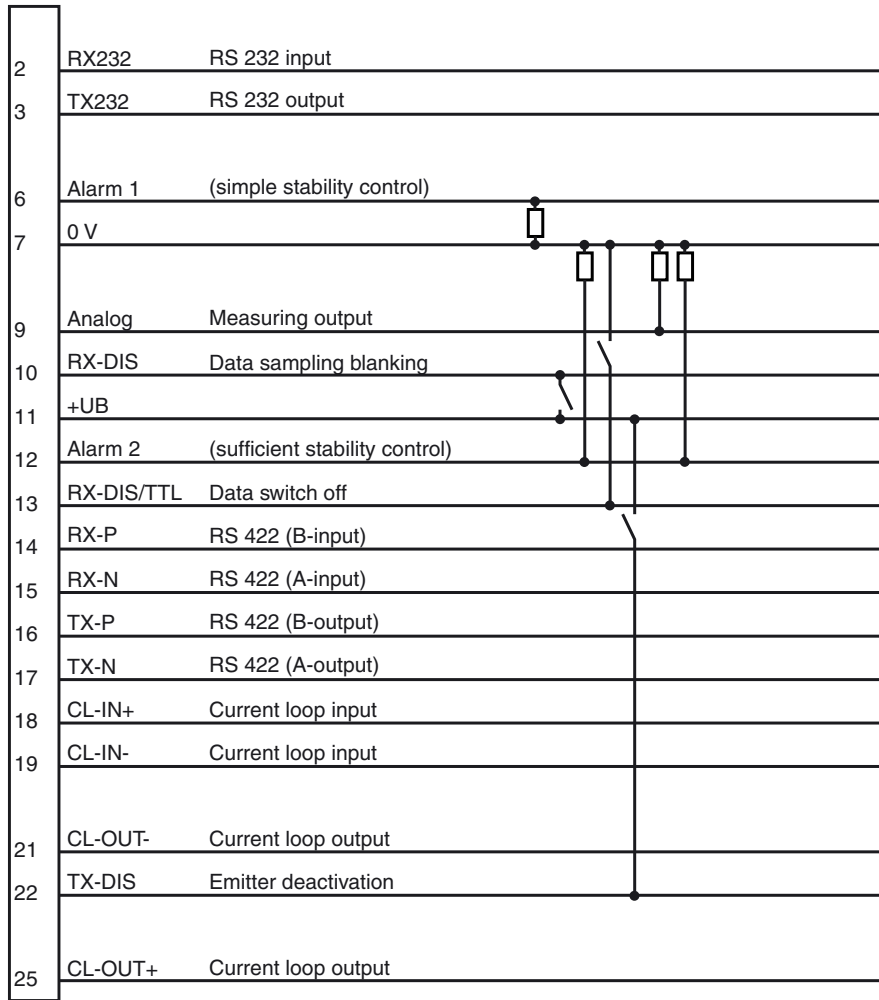 2 RX232 RS 232 input
3 TX232 RS 232 output
6 Alarm 1 (simple stability control)
7 0 V
9 Analog Measuring output
10 RX-DIS Data sampling blanking
11 +UB
12 Alarm 2 (sufficient stability control)
13 RX-DIS/TTL Data switch off
14 RX-P RS 422 (B-input)
15 RX-N RS 422 (A-input)
16 TX-P RS 422 (B-output)
17 TX-N RS 422 (A-output)
18 CL-IN+ Current loop input
19 CL-IN- Current loop input
21 CL-OUT- Current loop output
22 TX-DIS Emitter deactivation
25 CL-OUT+ Current loop output